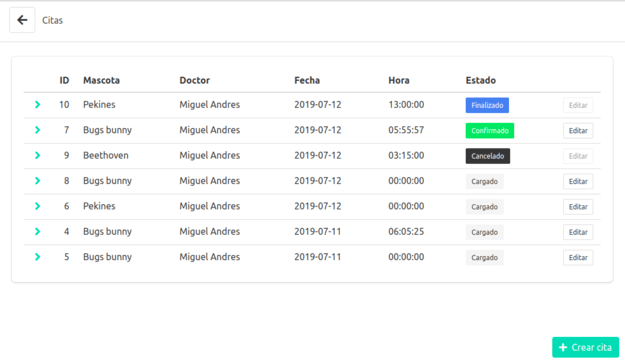 Citas
ID Mascota Doctor Fecha Hora Estado
10 Pekines Miguel Andres 2019-07-12 13:00:00 Finalizado Editar
7 Bugs bunny Miguel Andres 2019-07-12 05:55:57 Confirmado Editar
9 Beethoven Miguel Andres 2019-07-12 03:15:00 Cancelado Editar
8 Bugs bunny Miguel Andres 2019-07-12 00:00:00 Cargado Editar
6 Pekines Miguel Andres 2019-07-12 00:00:00 Cargado Editar
4 Bugs bunny Miguel Andres 2019-07-11 06:05:25 Cargado Editar
5 Bugs bunny Miguel Andres 2019-07-11 00:00:00 Cargado Editar
Crear cita